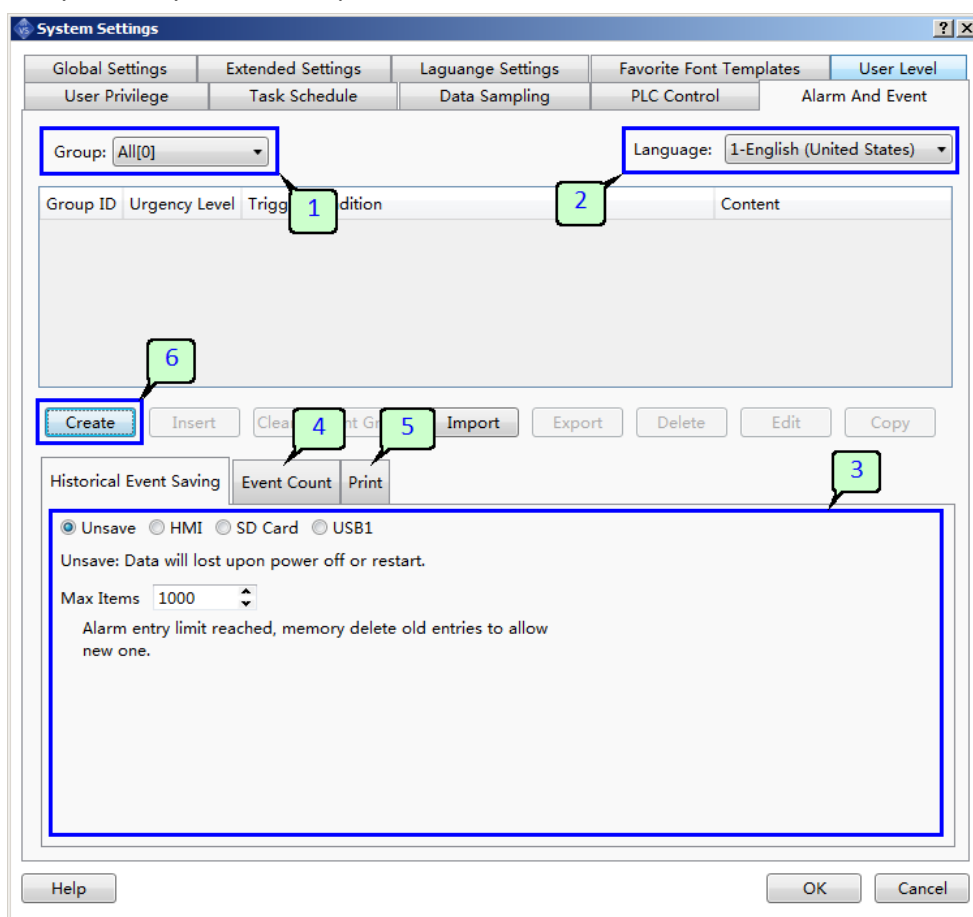 System Settings
Global Settings Extended Settings Laguange Settings Favorite Font Templates User Level
User Privilege Task Schedule Data Sampling PLC Control Alarm And Event
Group: All[0] Language: 1-English (United States)
1 2
Group ID Urgency Level Trigg dition Content
6
Create Insert Clea nt Gr Import Export Delete Edit Copy
4 5
Historical Event Saving Event Count Print
3
Unsave HMI SD Card USB1
Unsave: Data will lost upon power off or restart.
Max Items 1000
Alarm entry limit reached, memory delete old entries to allow
new one.
Help OK Cancel